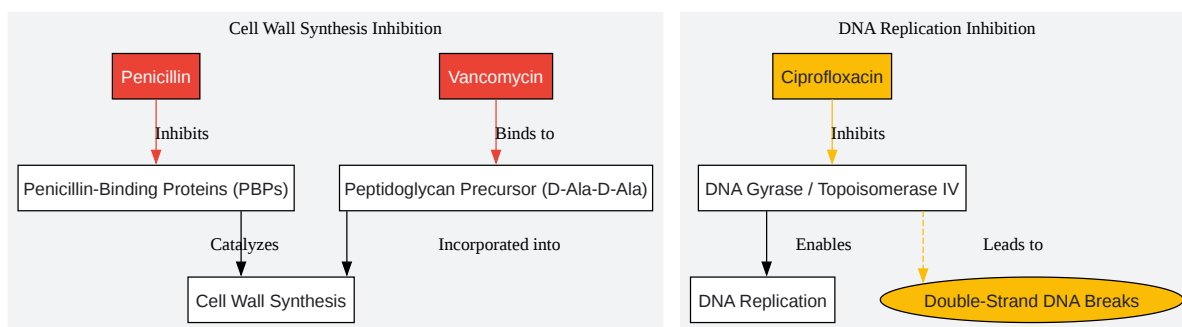 Cell Wall Synthesis Inhibition
Penicillin
Vancomycin
Inhibits
Binds to
Penicillin-Binding Proteins (PBPs)
Peptidoglycan Precursor (D-Ala-D-Ala)
Catalyzes
Incorporated into
Cell Wall Synthesis
DNA Replication Inhibition
Ciprofloxacin
Inhibits
DNA Gyrase / Topoisomerase IV
Enables
Leads to
DNA Replication
Double-Strand DNA Breaks